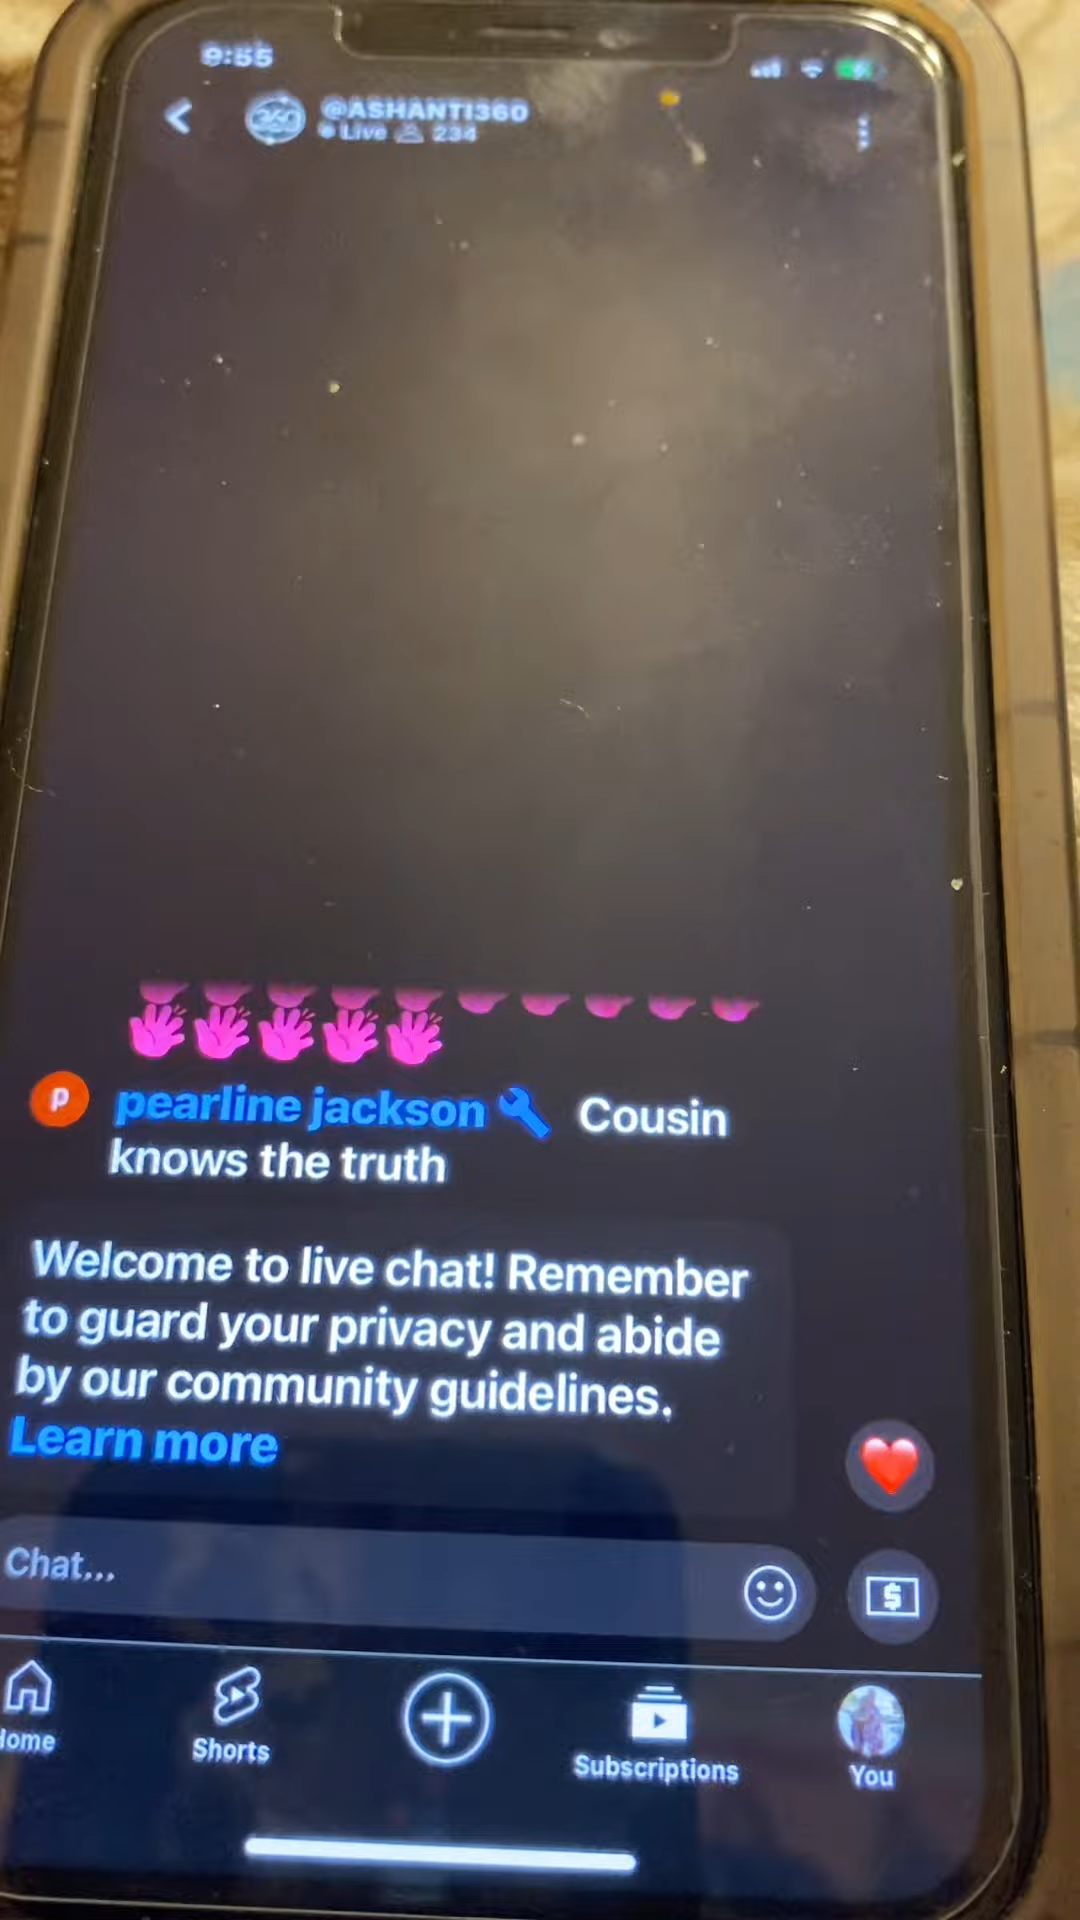 9:55
@ASHANTI360
Live 234
360
pearline jackson Cousin
knows the truth
P
Welcome to live chat! Remember
to guard your privacy and abide
by our community guidelines.
Learn more
Chat...
$
Home
Shorts
Subscriptions
You